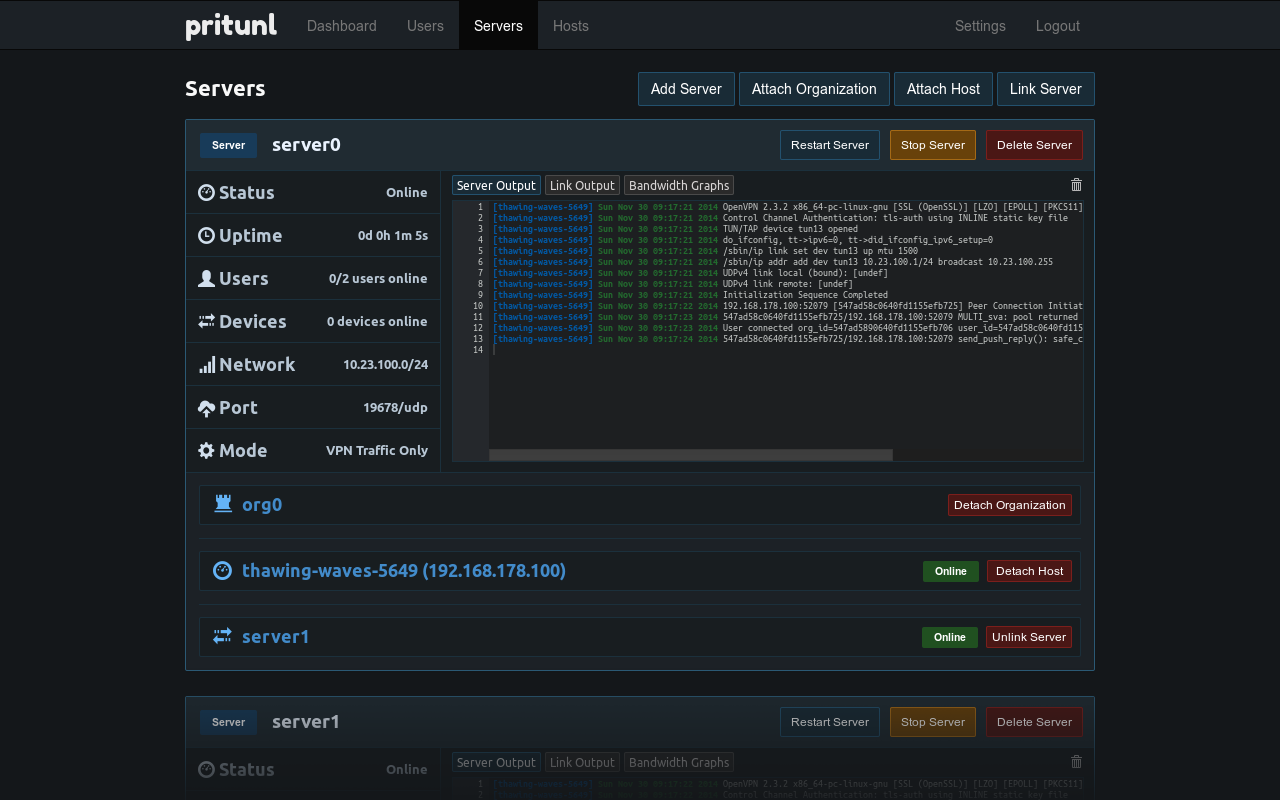 pritunl Dashboard Users Servers Hosts Settings Logout
Servers Add Server Attach Organization Attach Host Link Server
Server server0 Restart Server Stop Server Delete Server
Status Online
Uptime 0d 0h 1m 5s
Users 0/2 users online
Devices 0 devices online
Network 10.23.100.0/24
Port 19678/udp
Mode VPN Traffic Only
Server Output Link Output Bandwidth Graphs
1 [thawing-waves-5649] Sun Nov 30 09:17:21 2014 OpenVPN 2.3.2 x86_64-pc-linux-gnu [SSL (OpenSSL)] [LZO] [EPOLL] [PKCS11]
2 [thawing-waves-5649] Sun Nov 30 09:17:21 2014 Control Channel Authentication: tls-auth using INLINE static key file
3 [thawing-waves-5649] Sun Nov 30 09:17:21 2014 TUN/TAP device tun13 opened
4 [thawing-waves-5649] Sun Nov 30 09:17:21 2014 do_ifconfig, tt->ipv6=0, tt->did_ifconfig_ipv6_setup=0
5 [thawing-waves-5649] Sun Nov 30 09:17:21 2014 /sbin/ip link set dev tun13 up mtu 1500
6 [thawing-waves-5649] Sun Nov 30 09:17:21 2014 /sbin/ip addr add dev tun13 10.23.100.1/24 broadcast 10.23.100.255
7 [thawing-waves-5649] Sun Nov 30 09:17:21 2014 UDPv4 link local (bound): [undef]
8 [thawing-waves-5649] Sun Nov 30 09:17:21 2014 UDPv4 link remote: [undef]
9 [thawing-waves-5649] Sun Nov 30 09:17:21 2014 Initialization Sequence Completed
10 [thawing-waves-5649] Sun Nov 30 09:17:22 2014 192.168.178.100:52079 [547ad58c0640fd1155efb725] Peer Connection Initiat
11 [thawing-waves-5649] Sun Nov 30 09:17:23 2014 547ad58c0640fd1155efb725/192.168.178.100:52079 MULTI_sva: pool returned
12 [thawing-waves-5649] Sun Nov 30 09:17:23 2014 User connected org_id=547ad5890640fd1155efb706 user_id=547ad58c0640fd115
13 [thawing-waves-5649] Sun Nov 30 09:17:24 2014 547ad58c0640fd1155efb725/192.168.178.100:52079 send_push_reply(): safe_c
14
org0 Detach Organization
thawing-waves-5649 (192.168.178.100) Online Detach Host
server1 Online Unlink Server
Server server1 Restart Server Stop Server Delete Server
Status Online
Server Output Link Output Bandwidth Graphs
1 [thawing-waves-5649] Sun Nov 30 09:17:21 2014 OpenVPN 2.3.2 x86_64-pc-linux-gnu [SSL (OpenSSL)] [LZO] [EPOLL] [PKCS11]
2 [thawing-waves-5649] Sun Nov 30 09:17:21 2014 Control Channel Authentication: tls-auth using INLINE static key file